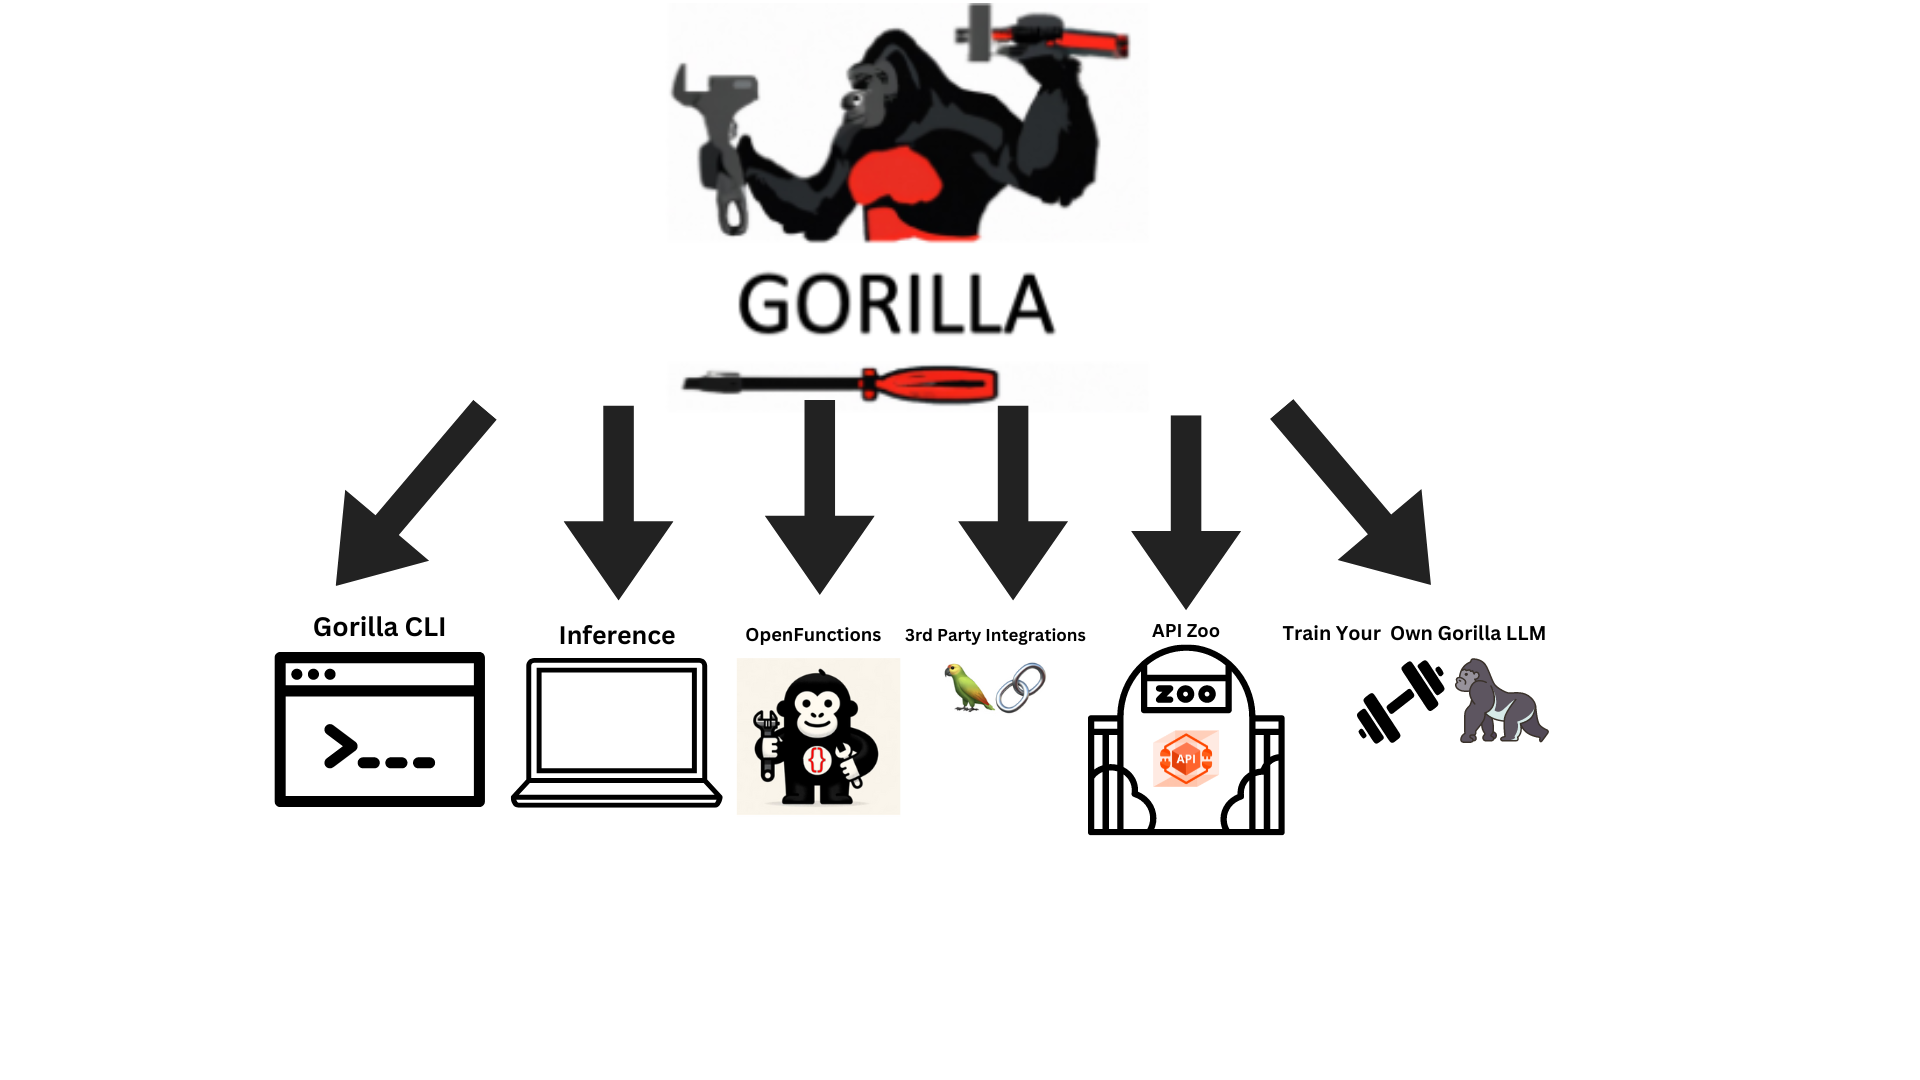 GORILLA
Gorilla CLI
Inference
OpenFunctions
3rd Party Integrations
API Zoo
Train Your Own Gorilla LLM
>_ _ _
{}
ZOO
API